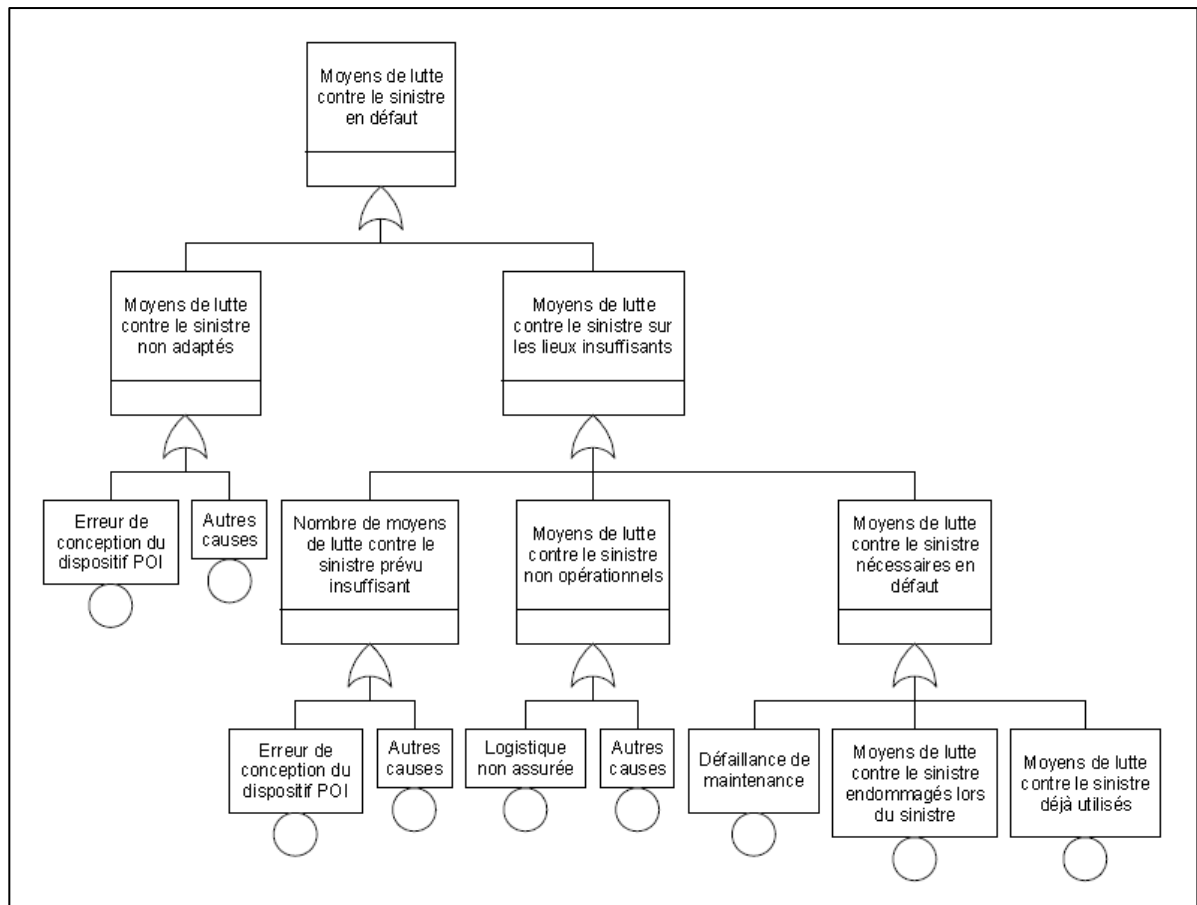 Moyens de lutte
contre le sinistre
en défaut
Moyens de lutte
contre le sinistre
non adaptés
Moyens de lutte
contre le sinistre sur
les lieux insuffisants
Erreur de
conception du
dispositif POI
Autres
causes
Nombre de moyens
de lutte contre le
sinistre prévu
insuffisant
Moyens de lutte
contre le sinistre
non opérationnels
Moyens de lutte
contre le sinistre
nécessaires en
défaut
Erreur de
conception du
dispositif POI
Autres
causes
Logistique
non assurée
Autres
causes
Défaillance de
maintenance
Moyens de lutte
contre le sinistre
endommagés lors
du sinistre
Moyens de lutte
contre le sinistre
déjà utilisés